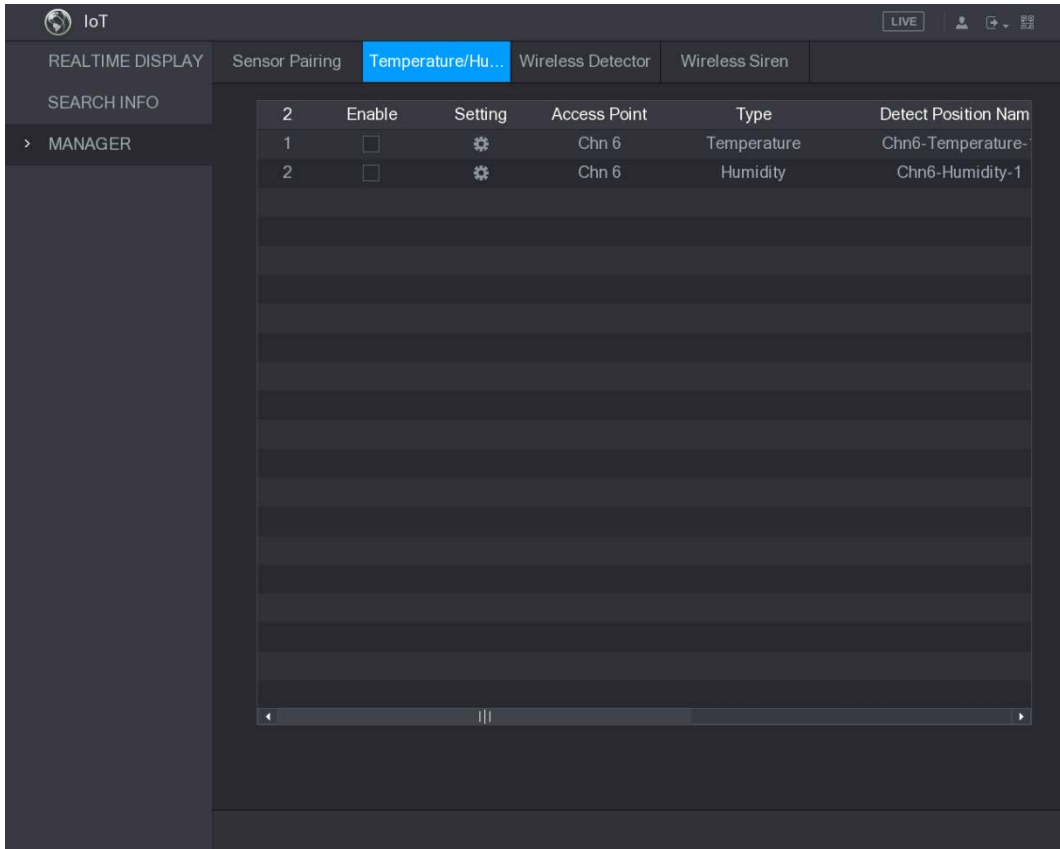 IoT
LIVE
REALTIME DISPLAY
SEARCH INFO
MANAGER
Sensor Pairing
Temperature/Hu...
Wireless Detector
Wireless Siren
2 Enable Setting Access Point Type Detect Position Nam
1 Chn 6 Temperature Chn6-Temperature-1
2 Chn 6 Humidity Chn6-Humidity-1